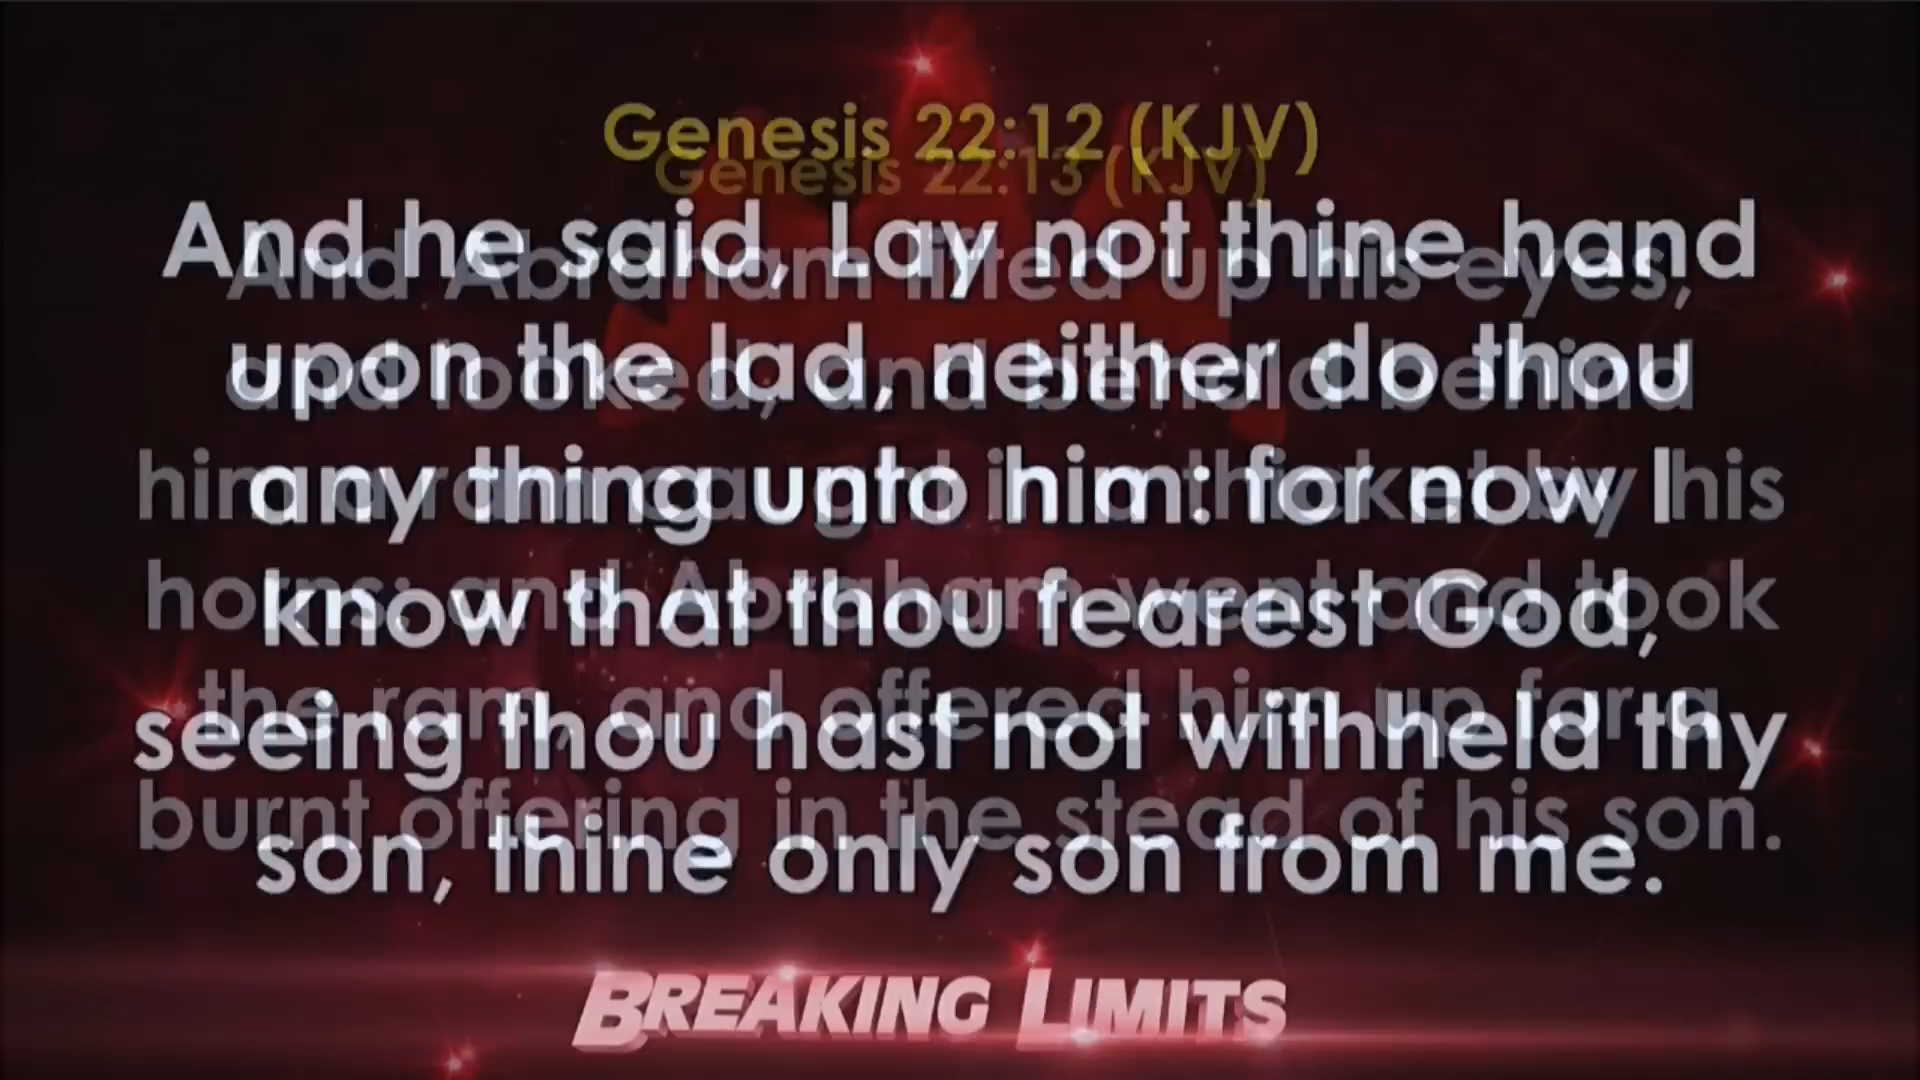 Genesis 22:12 (KJV)
And he said, Lay not thine hand
upon the lad, neither do thou
any thing unto him: for now I
know that thou fearest God,
seeing thou hast not withheld thy
son, thine only son from me.
Genesis 22:13 (KJV)
And Abraham lifted up his eyes,
and looked, and behold behind
him a ram caught in a thicket by his
horns: and Abraham went and took
the ram, and offered him up for a
burnt offering in the stead of his son.
BREAKING LIMITS